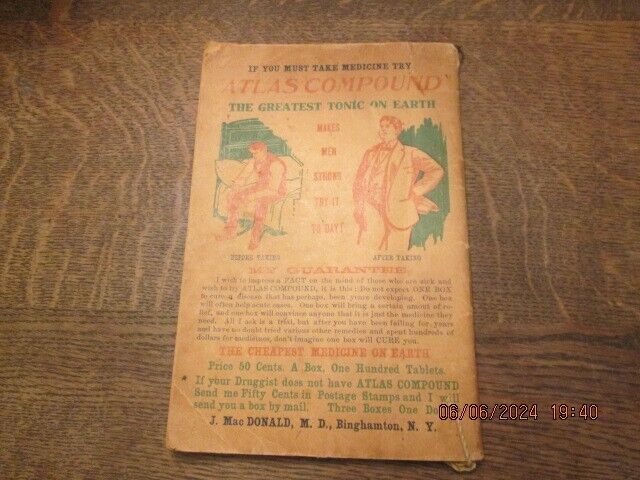 IF YOU MUST TAKE MEDICINE TRY
ATLAS COMPOUND
THE GREATEST TONIC ON EARTH
MAKES
MEN
STRONG
TRY IT
TO DAY!
BEFORE TAKING
AFTER TAKING
MY GUARANTEE
I wish to impress a FACT on the mind of those who are sick and
wish to try ATLAS COMPOUND, it is this: Do not expect ONE BOX
to cure a disease that has perhaps, been years developing. One box
will often help acute cases. One box will bring a certain amount of re-
lief, and one box will convince anyone that it is just the medicine they
need. All I ask is a trial, but after you have been failing for years
and have no doubt tried various other remedies and spent hundreds of
dollars for medicines, don't imagine one box will CURE you.
THE CHEAPEST MEDICINE ON EARTH
Price 50 Cents. A Box, One Hundred Tablets.
If your Druggist does not have ATLAS COMPOUND
Send me Fifty Cents in Postage Stamps and I will
send you a box by mail. Three Boxes One
J. Mac DONALD, M. D., Binghamton, N. Y.
06/06/2024 19:40